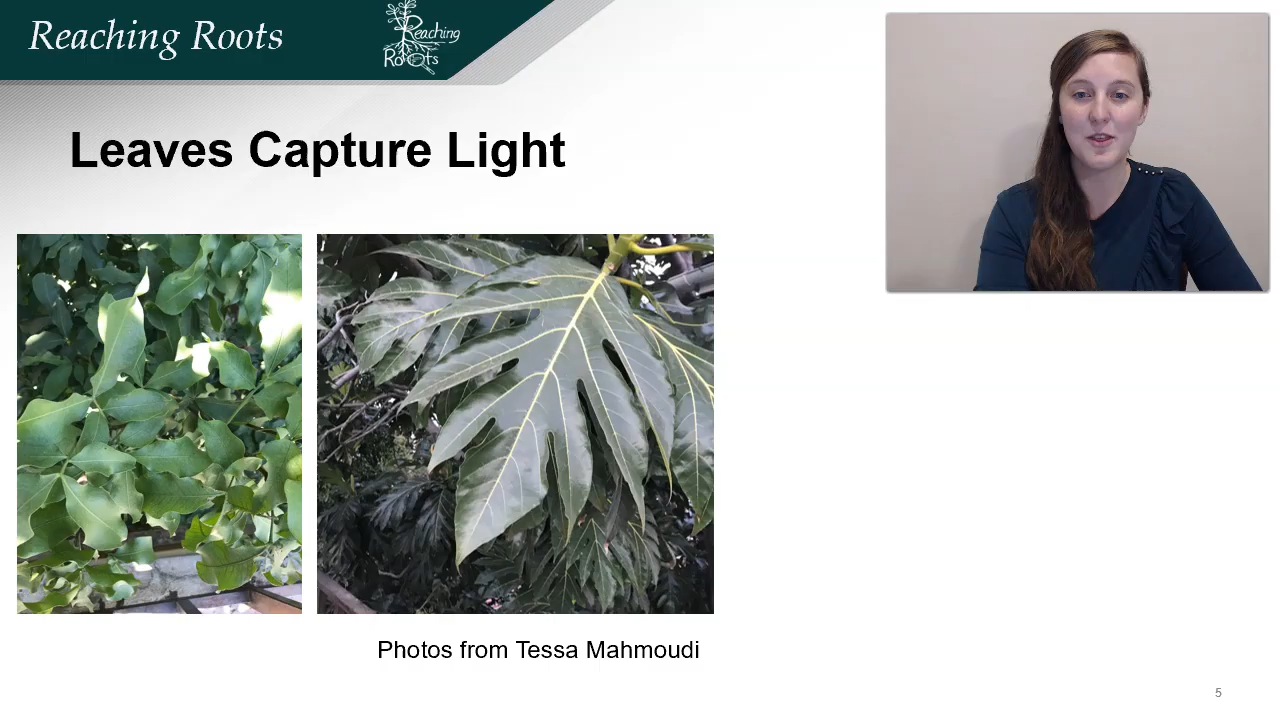 Reaching Roots
Reaching
Roots
Leaves Capture Light
Photos from Tessa Mahmoudi
5